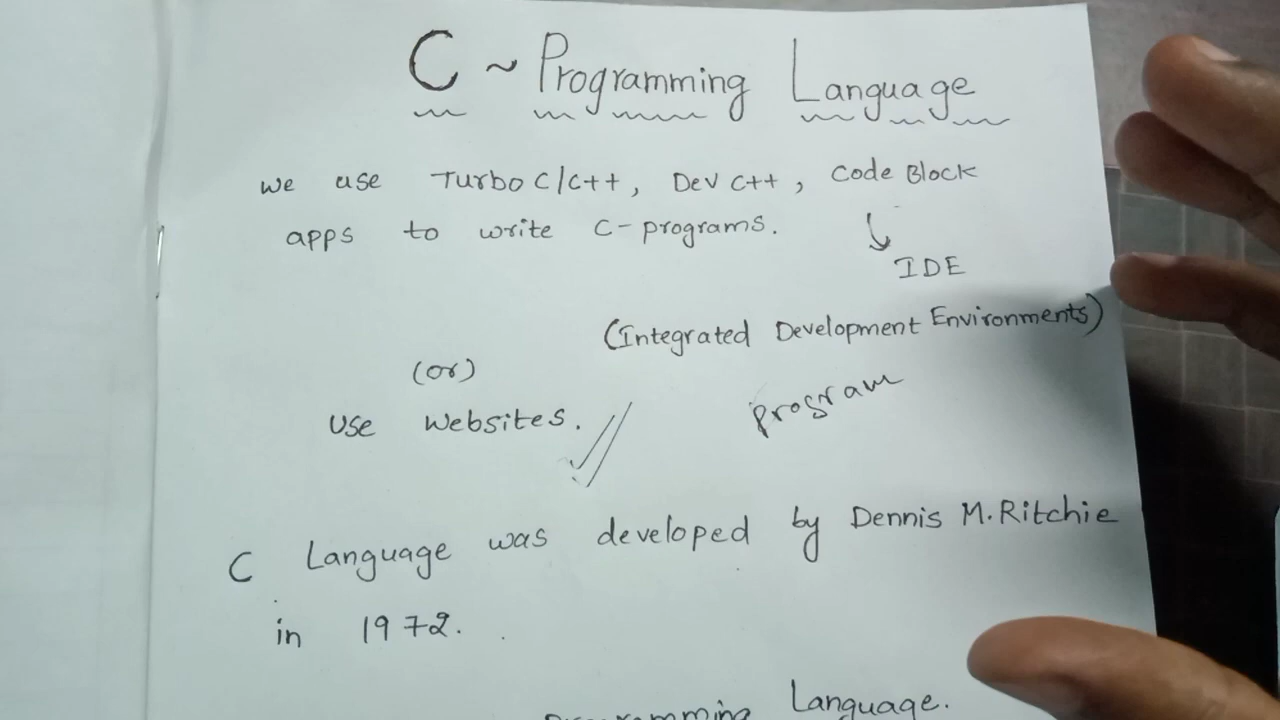 C ~ Programming Language
We use Turbo C/C++, Dev C++, Code Block
apps to write C-programs.
IDE
(Integrated Development Environments)
(or)
Use Websites.
program
C Language was developed by Dennis M. Ritchie
in 1972.
programming Language.